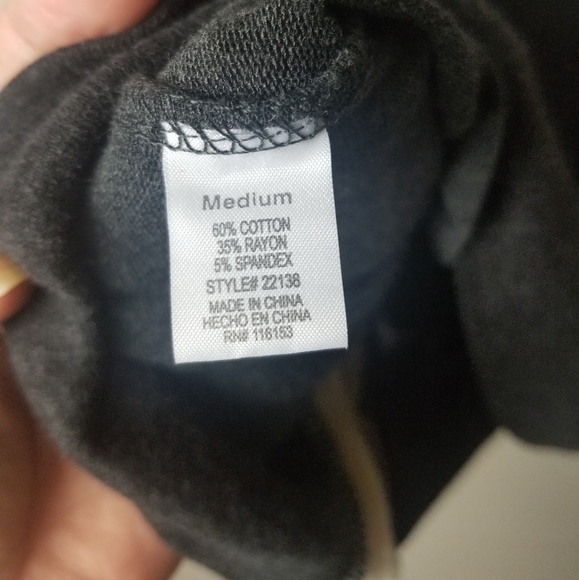 Medium
60% COTTON
35% RAYON
5% SPANDEX
STYLE# 22138
MADE IN CHINA
HECHO EN CHINA
RN# 116153